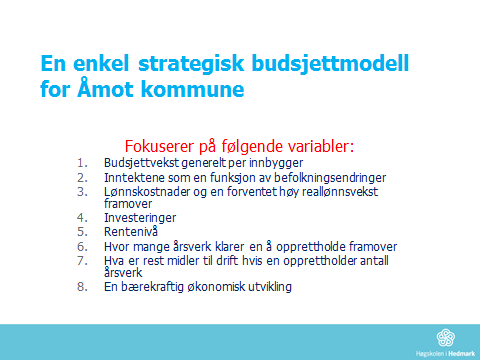 En enkel strategisk budsjettmodell
for Åmot kommune
Fokuserer på følgende variabler:
1. Budsjettvekst generelt per innbygger
2. Inntektene som en funksjon av befolkningsendringer
3. Lønnskostnader og en forventet høy reallønnsvekst
framover
4. Investeringer
5. Rentenivå
6. Hvor mange årsverk klarer en å opprettholde framover
7. Hva er rest midler til drift hvis en opprettholder antall
årsverk
8. En bærekraftig økonomisk utvikling
Høgskolen i Hedmark